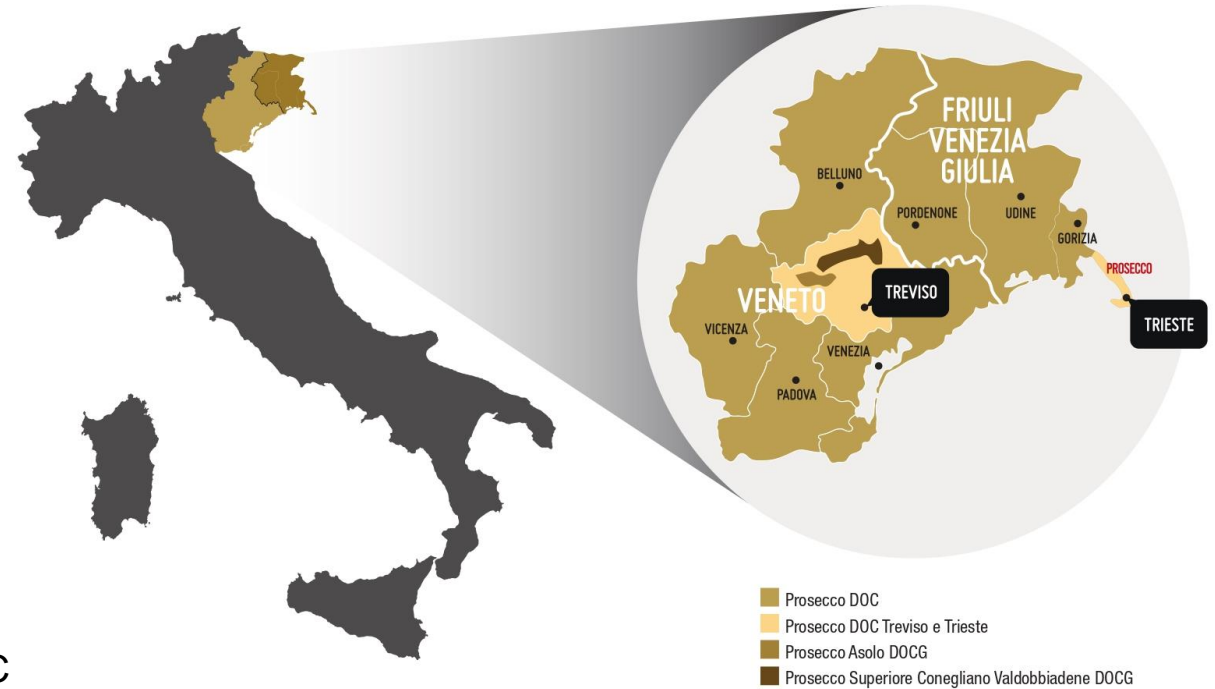 FRIULI
VENEZIA
GIULIA
BELLUNO
PORDENONE
UDINE
GORIZIA
PROSECCO
TREVISO
VENETO
TRIESTE
VICENZA
VENEZIA
PADOVA
Prosecco DOC
Prosecco DOC Treviso e Trieste
Prosecco Asolo DOCG
Prosecco Superiore Conegliano Valdobbiadene DOCG